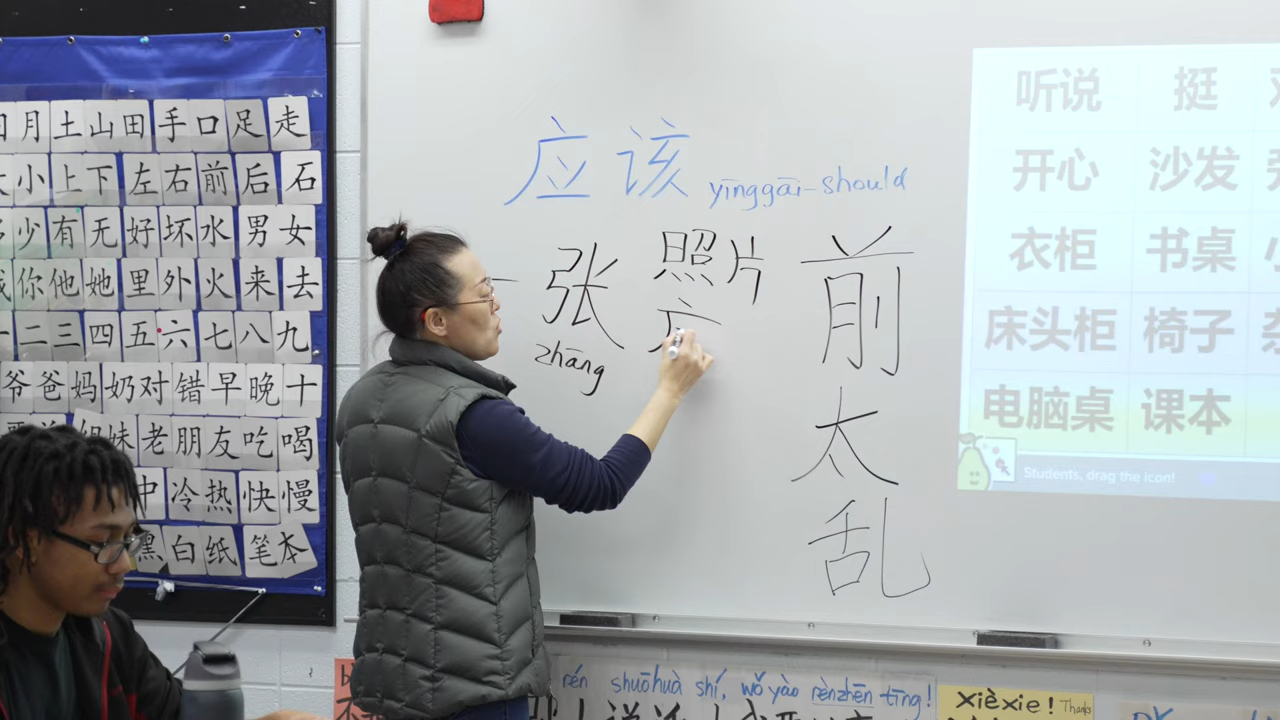 月土山田手口足走
小上下左右前后石
少有无好坏水男女
你他她里外火来去
二三四五六七八九
爷爸妈奶对错早晚十
妹老朋友吃喝
中冷热快慢
黑白纸笔本
应该
yīnggāi-should
一张照片
zhāng
前
太
乱
听说 挺
开心 沙发
衣柜 书桌
床头柜 椅子
电脑桌 课本
Students, drag the icon!
rén shuōhuà shí, wǒ yào rènzhēn tīng!
Xièxie! Thanks